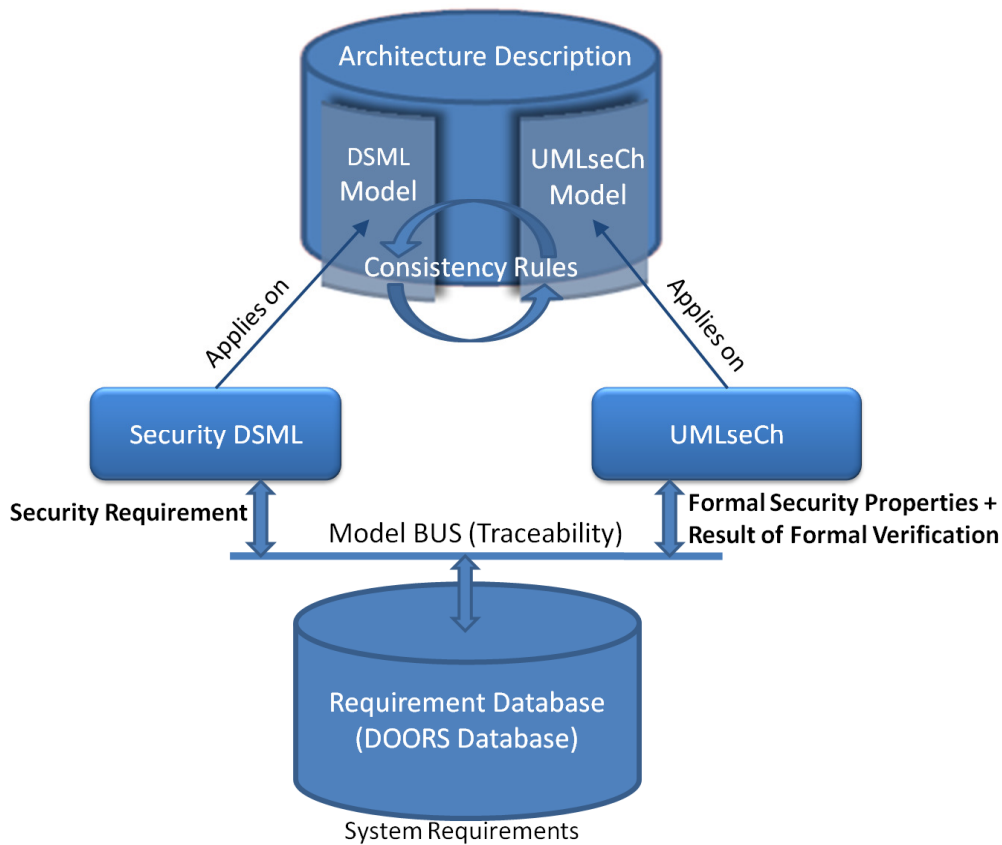 Architecture Description
DSML
Model
UMLseCh
Model
Consistency Rules
Applies on
Applies on
Security DSML
UMLseCh
Security Requirement
Formal Security Properties +
Result of Formal Verification
Model BUS (Traceability)
Requirement Database
(DOORS Database)
System Requirements